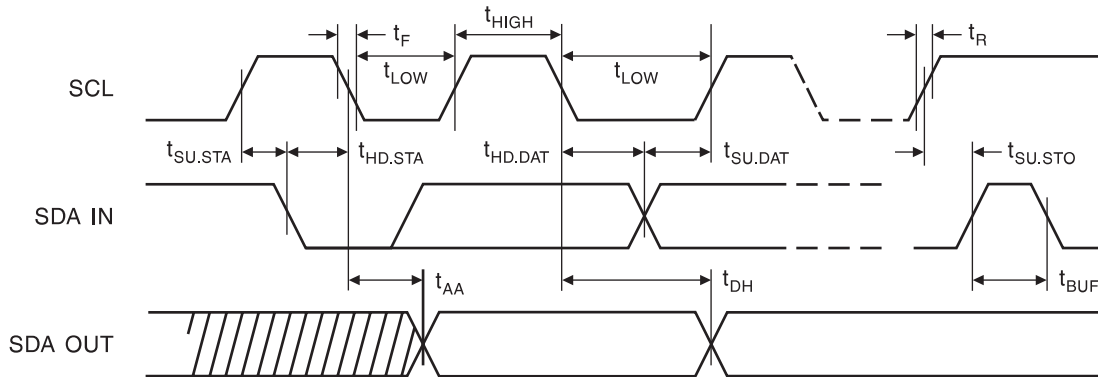 t_HIGH
t_F
t_R
t_LOW
t_LOW
SCL
t_SU.STA
t_HD.STA
t_HD.DAT
t_SU.DAT
t_SU.STO
SDA IN
t_AA
t_DH
t_BUF
SDA OUT